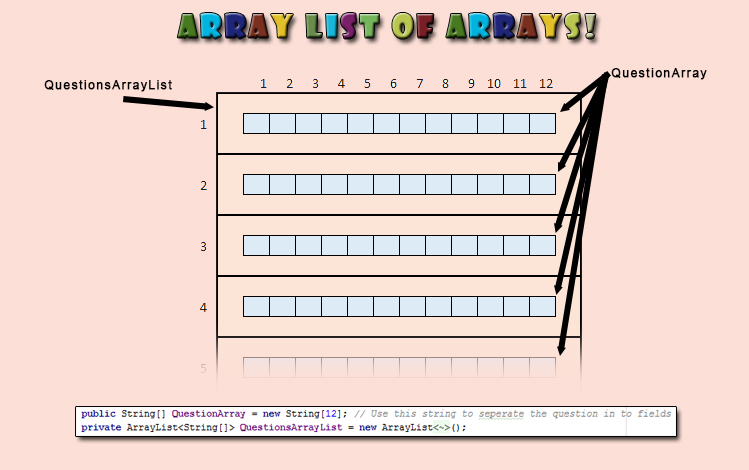 ARRAY LIST OF ARRAYS!
QuestionsArrayList
QuestionArray
1 2 3 4 5 6 7 8 9 10 11 12
1
2
3
4
5
public String[] QuestionArray = new String[12]; // Use this string to seperate the question in to fields
private ArrayList<String[]> QuestionsArrayList = new ArrayList<~>();